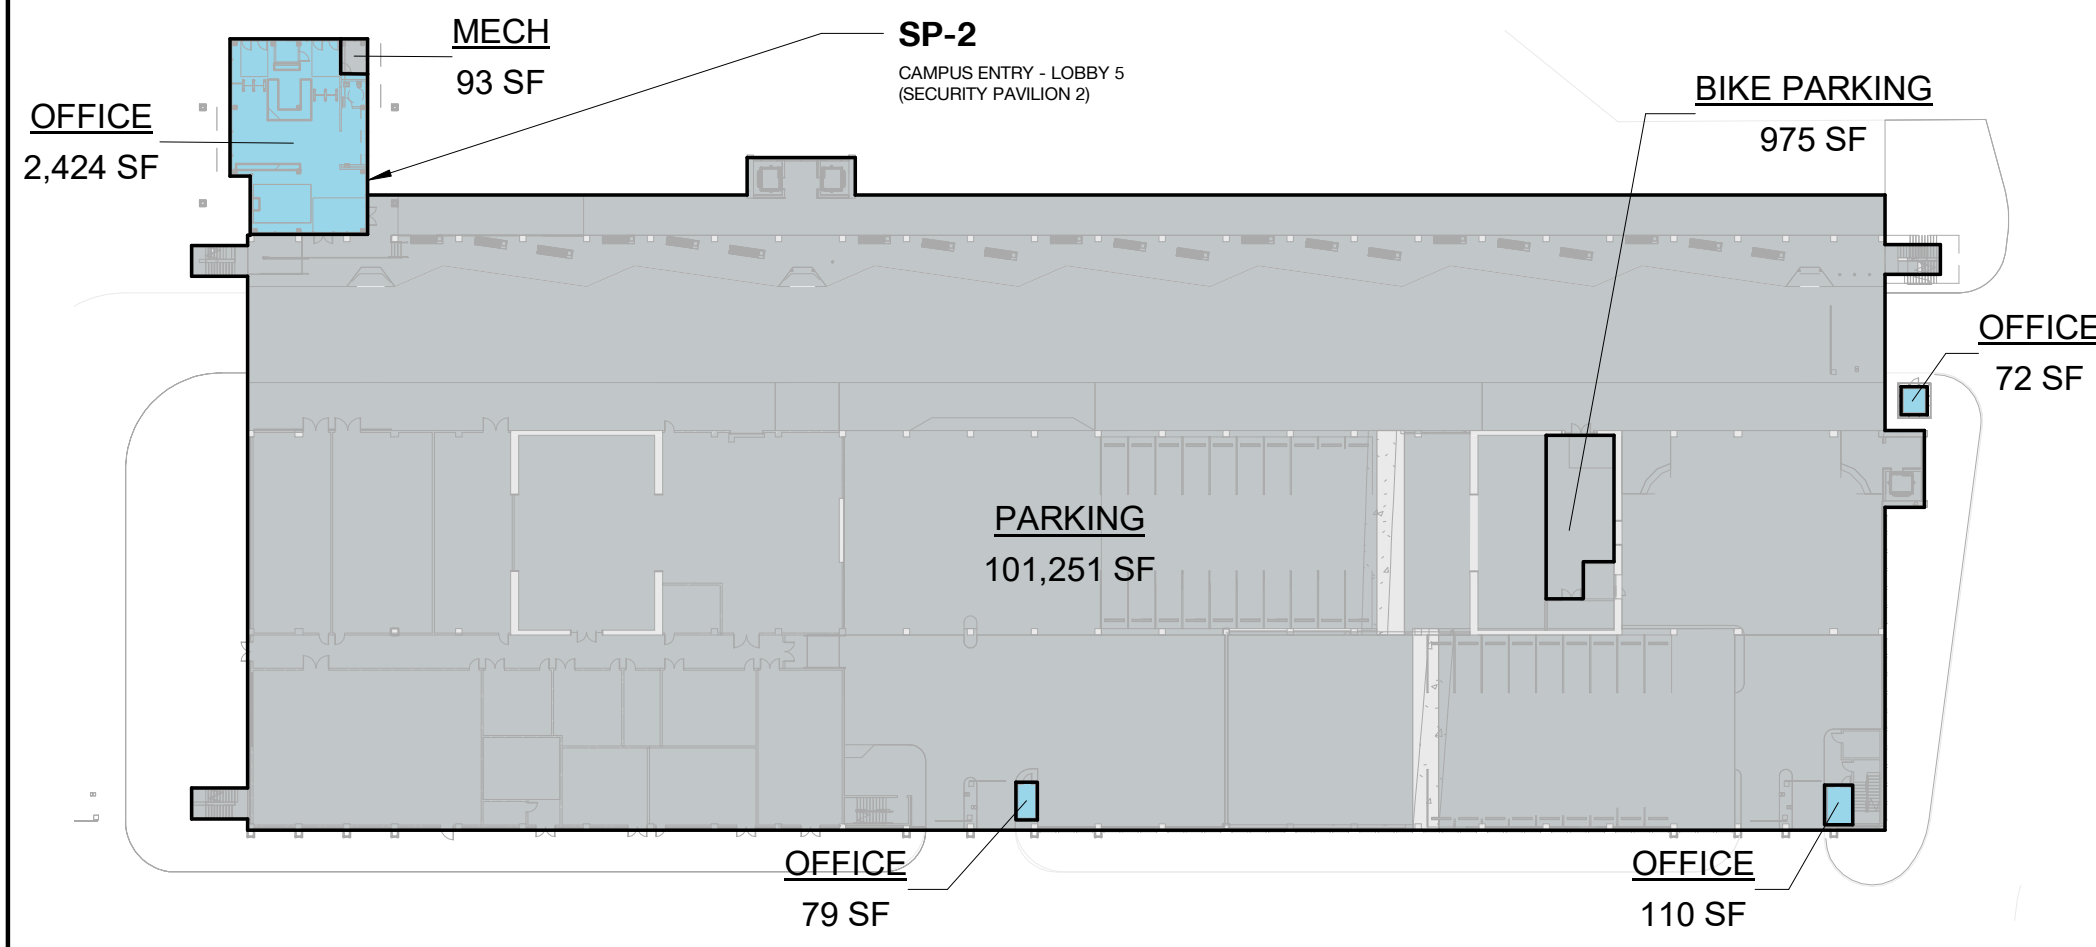 MECH
93 SF
SP-2
CAMPUS ENTRY - LOBBY 5
(SECURITY PAVILION 2)
BIKE PARKING
975 SF
OFFICE
2,424 SF
OFFICE
72 SF
PARKING
101,251 SF
OFFICE
79 SF
OFFICE
110 SF